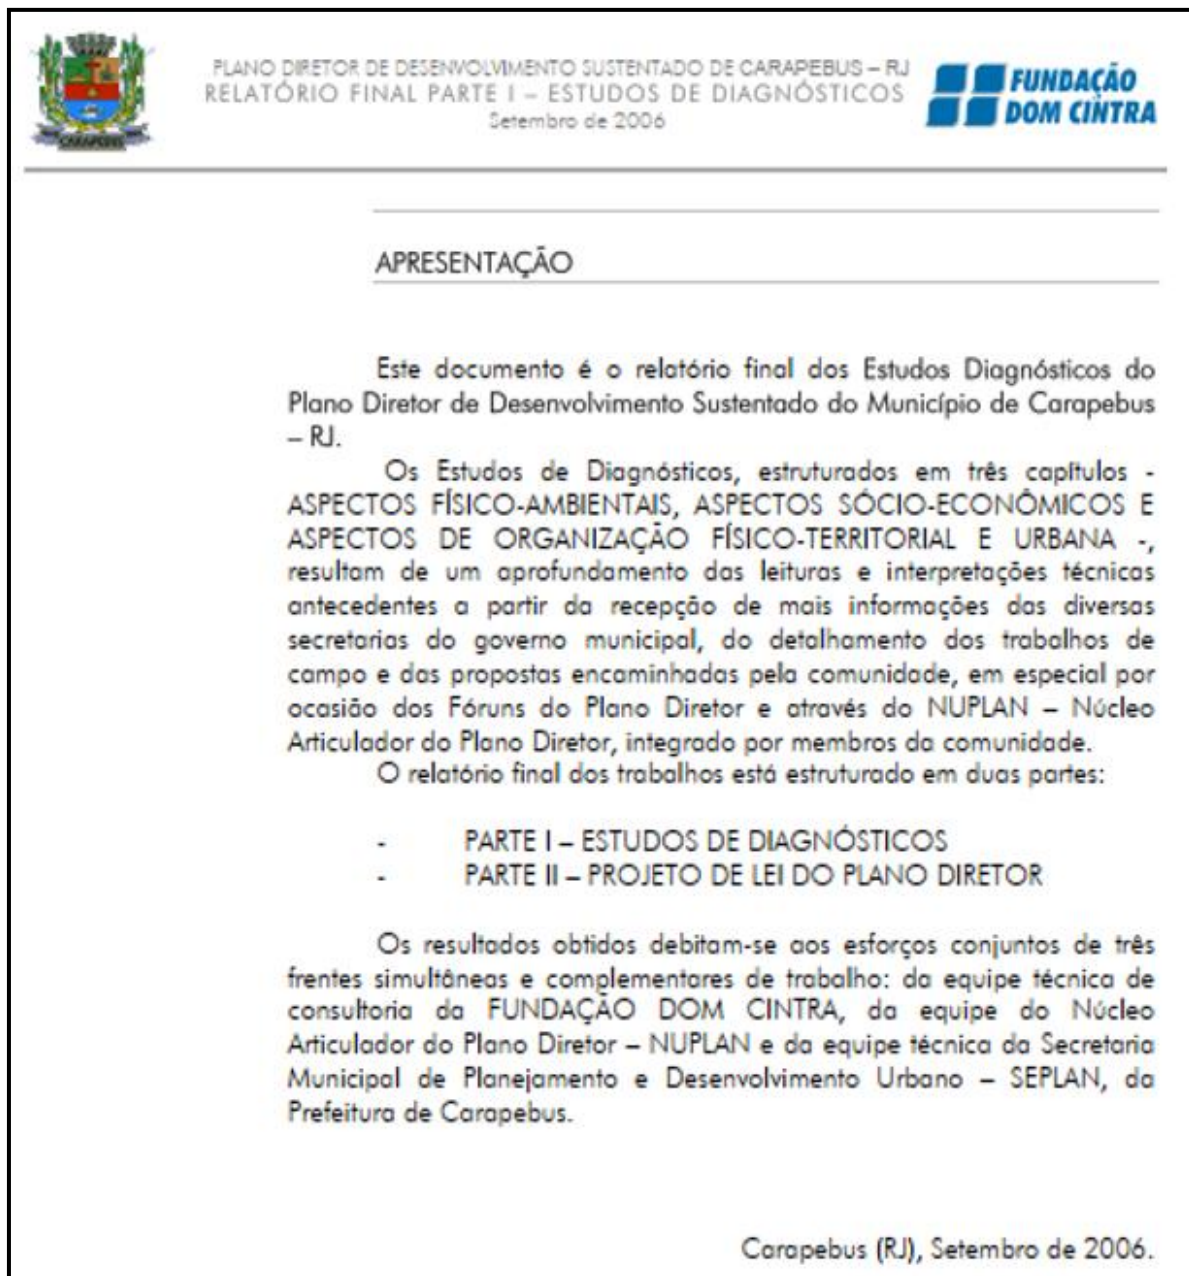 PLANO DIRETOR DE DESENVOLVIMENTO SUSTENTADO DE CARAPEBUS – RJ
RELATÓRIO FINAL PARTE I – ESTUDOS DE DIAGNÓSTICOS
Setembro de 2006
FUNDAÇÃO
DOM CINTRA
CARAPEBUS
APRESENTAÇÃO
Este documento é o relatório final dos Estudos Diagnósticos do
Plano Diretor de Desenvolvimento Sustentado do Município de Carapebus
– RJ.
Os Estudos de Diagnósticos, estruturados em três capítulos -
ASPECTOS FÍSICO-AMBIENTAIS, ASPECTOS SÓCIO-ECONÔMICOS E
ASPECTOS DE ORGANIZAÇÃO FÍSICO-TERRITORIAL E URBANA -,
resultam de um aprofundamento das leituras e interpretações técnicas
antecedentes a partir da recepção de mais informações das diversas
secretarias do governo municipal, do detalhamento dos trabalhos de
campo e das propostas encaminhadas pela comunidade, em especial por
ocasião dos Fóruns do Plano Diretor e através do NUPLAN – Núcleo
Articulador do Plano Diretor, integrado por membros da comunidade.
O relatório final dos trabalhos está estruturado em duas partes:
- PARTE I – ESTUDOS DE DIAGNÓSTICOS
- PARTE II – PROJETO DE LEI DO PLANO DIRETOR
Os resultados obtidos debitam-se aos esforços conjuntos de três
frentes simultâneas e complementares de trabalho: da equipe técnica de
consultoria da FUNDAÇÃO DOM CINTRA, da equipe do Núcleo
Articulador do Plano Diretor – NUPLAN e da equipe técnica da Secretaria
Municipal de Planejamento e Desenvolvimento Urbano – SEPLAN, da
Prefeitura de Carapebus.
Carapebus (RJ), Setembro de 2006.